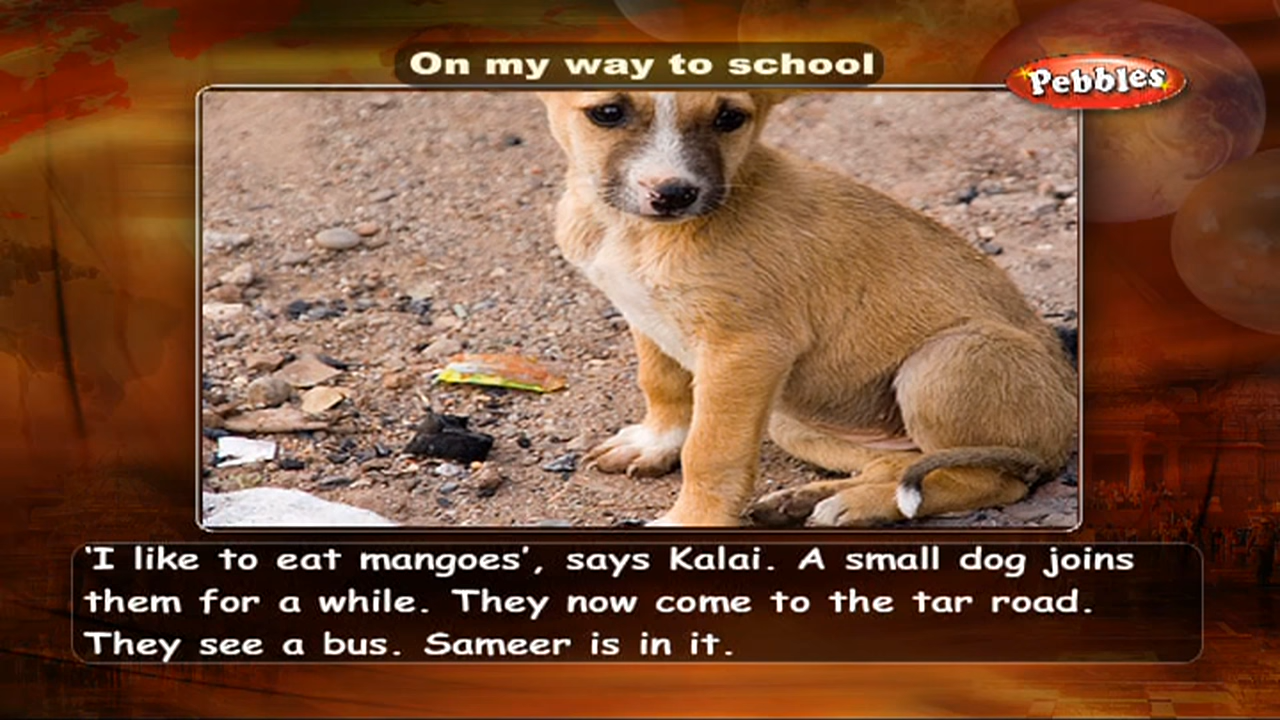 On my way to school
Pebbles
‘I like to eat mangoes’, says Kalai. A small dog joins
them for a while. They now come to the tar road.
They see a bus. Sameer is in it.